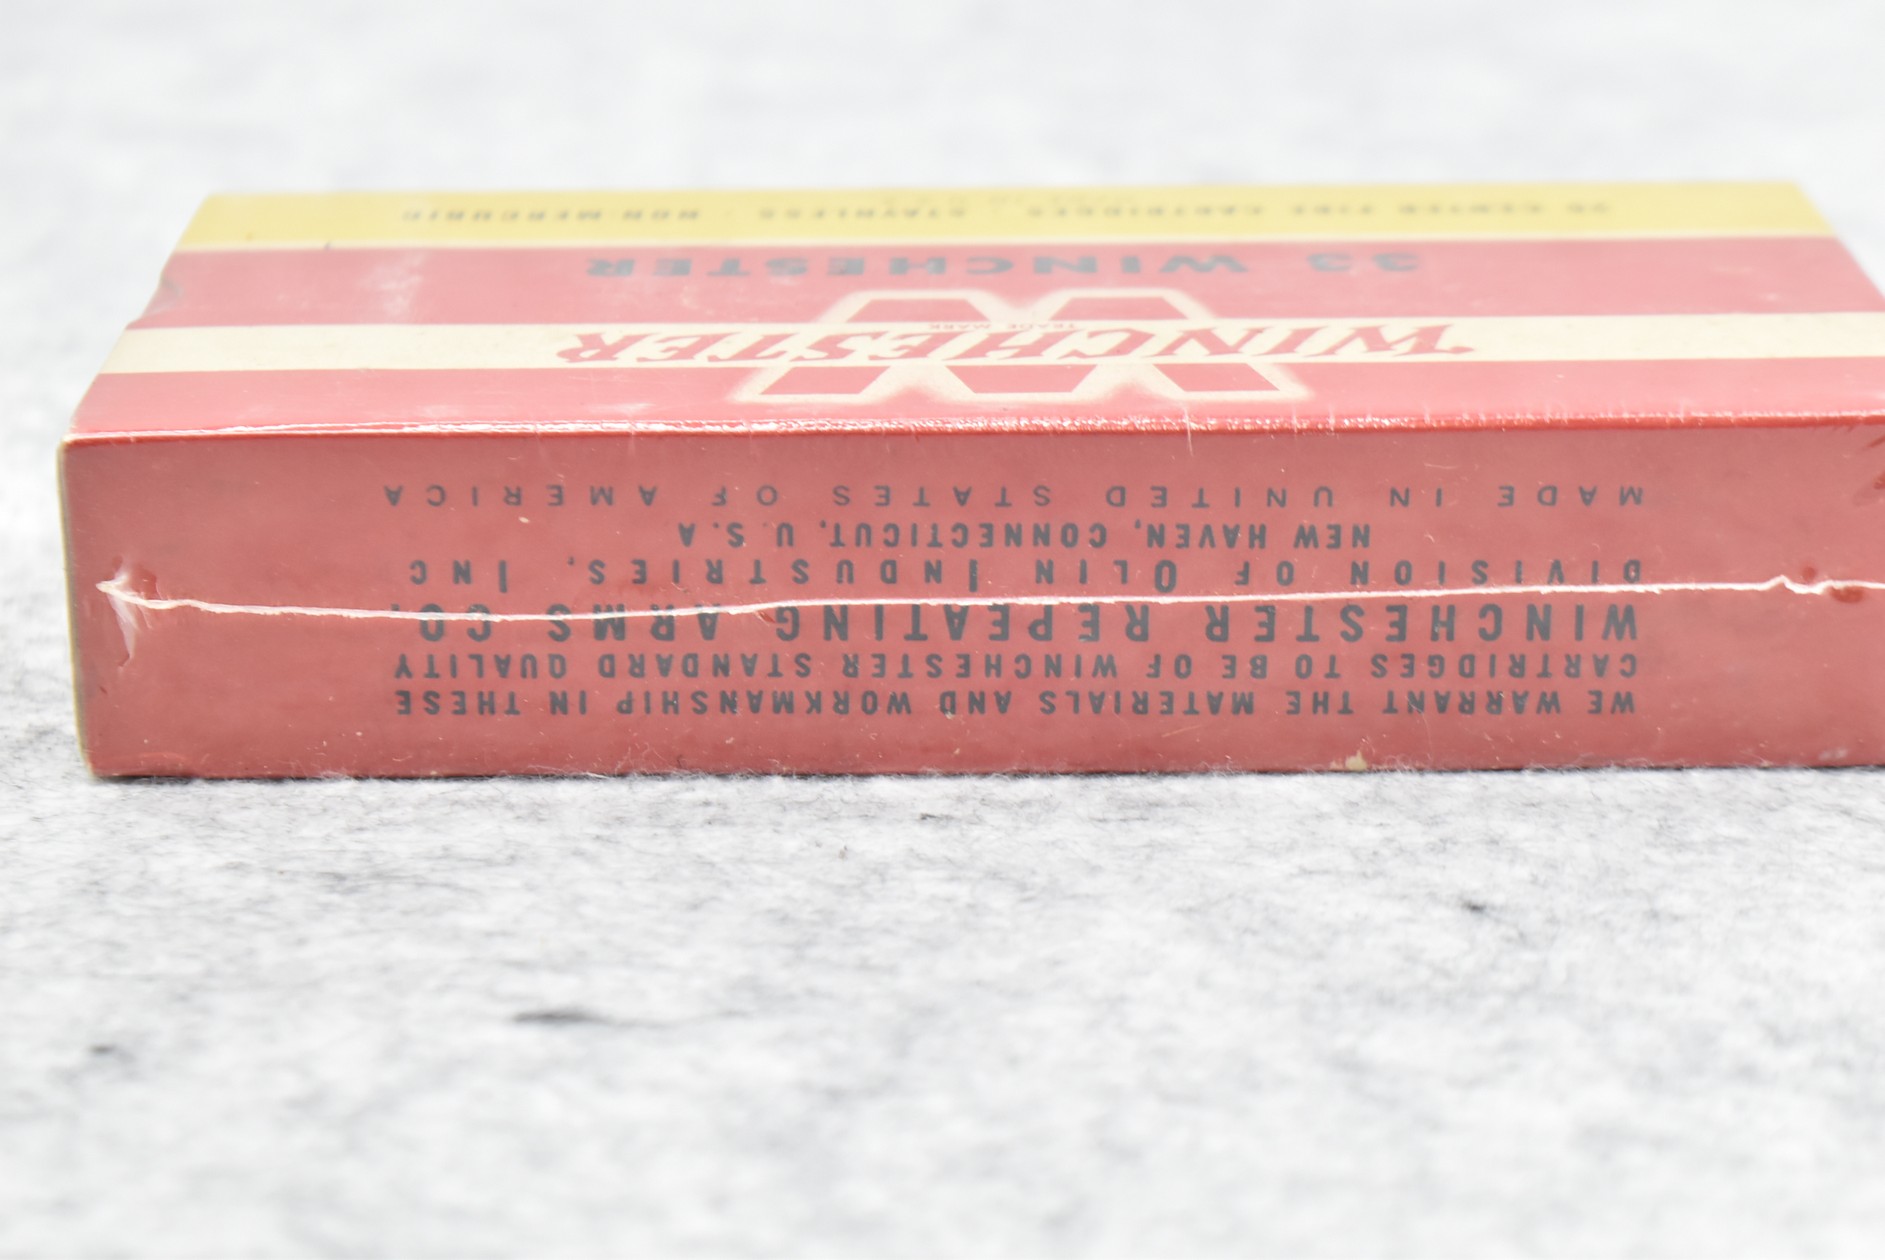 WE WARRANT THE MATERIALS AND WORKMANSHIP IN THESE
CARTRIDGES TO BE OF WINCHESTER STANDARD QUALITY
WINCHESTER REPEATING ARMS CO.
DIVISION OF OLIN INDUSTRIES, INC
NEW HAVEN, CONNECTICUT, U.S.A
MADE IN UNITED STATES OF AMERICA
WINCHESTER
TRADE MARK
33 WINCHESTER
CENTER FIRE CARTRIDGES - STAYNLESS - NON-MERCURIC